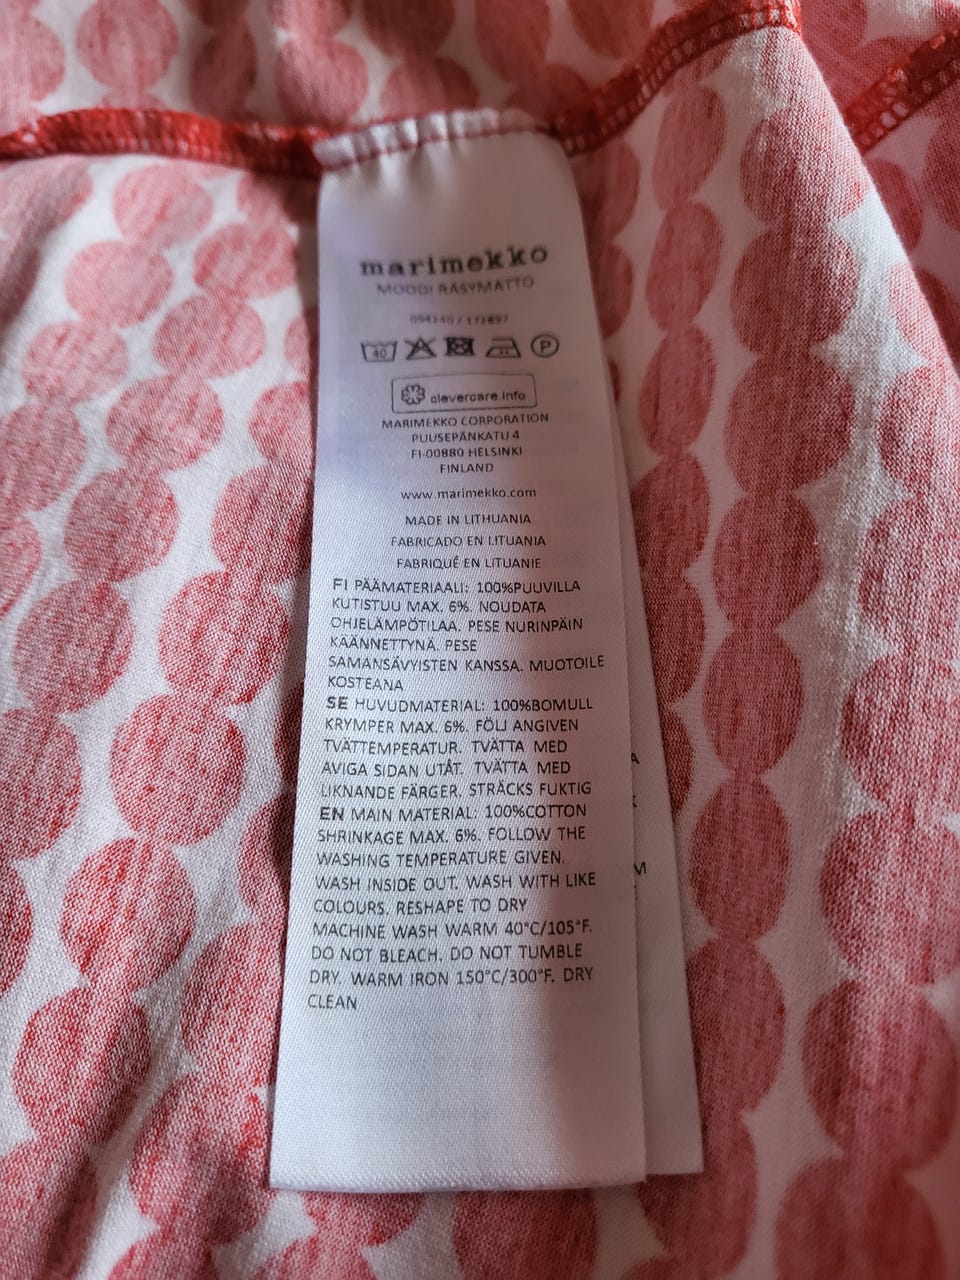 marimekko
MOODI RÄSYMATTO
40
P
clevercare.info
MARIMEKKO CORPORATION
PUUSEPÄNKATU 4
FI-00880 HELSINKI
FINLAND
www.marimekko.com
MADE IN LITHUANIA
FABRICADO EN LITUANIA
FABRIQUÉ EN LITUANIE
FI PÄÄMATERIAALI: 100%PUUVILLA
KUTISTUU MAX. 6%. NOUDATA
OHJELÄMPÖTILAA. PESE NURINPÄIN
KÄÄNNETTYNÄ. PESE
SAMANSÄVYISTEN KANSSA. MUOTOILE
KOSTEANA
SE HUVUDMATERIAL: 100%BOMULL
KRYMPER MAX. 6%. FÖLJ ANGIVEN
TVÄTTEMPERATUR. TVÄTTA MED
AVIGA SIDAN UTÅT. TVÄTTA MED
LIKNANDE FÄRGER. STRÄCKS FUKTIG
EN MAIN MATERIAL: 100%COTTON
SHRINKAGE MAX. 6%. FOLLOW THE
WASHING TEMPERATURE GIVEN.
WASH INSIDE OUT. WASH WITH LIKE
COLOURS. RESHAPE TO DRY
MACHINE WASH WARM 40°C/105°F.
DO NOT BLEACH. DO NOT TUMBLE
DRY. WARM IRON 150°C/300°F. DRY
CLEAN